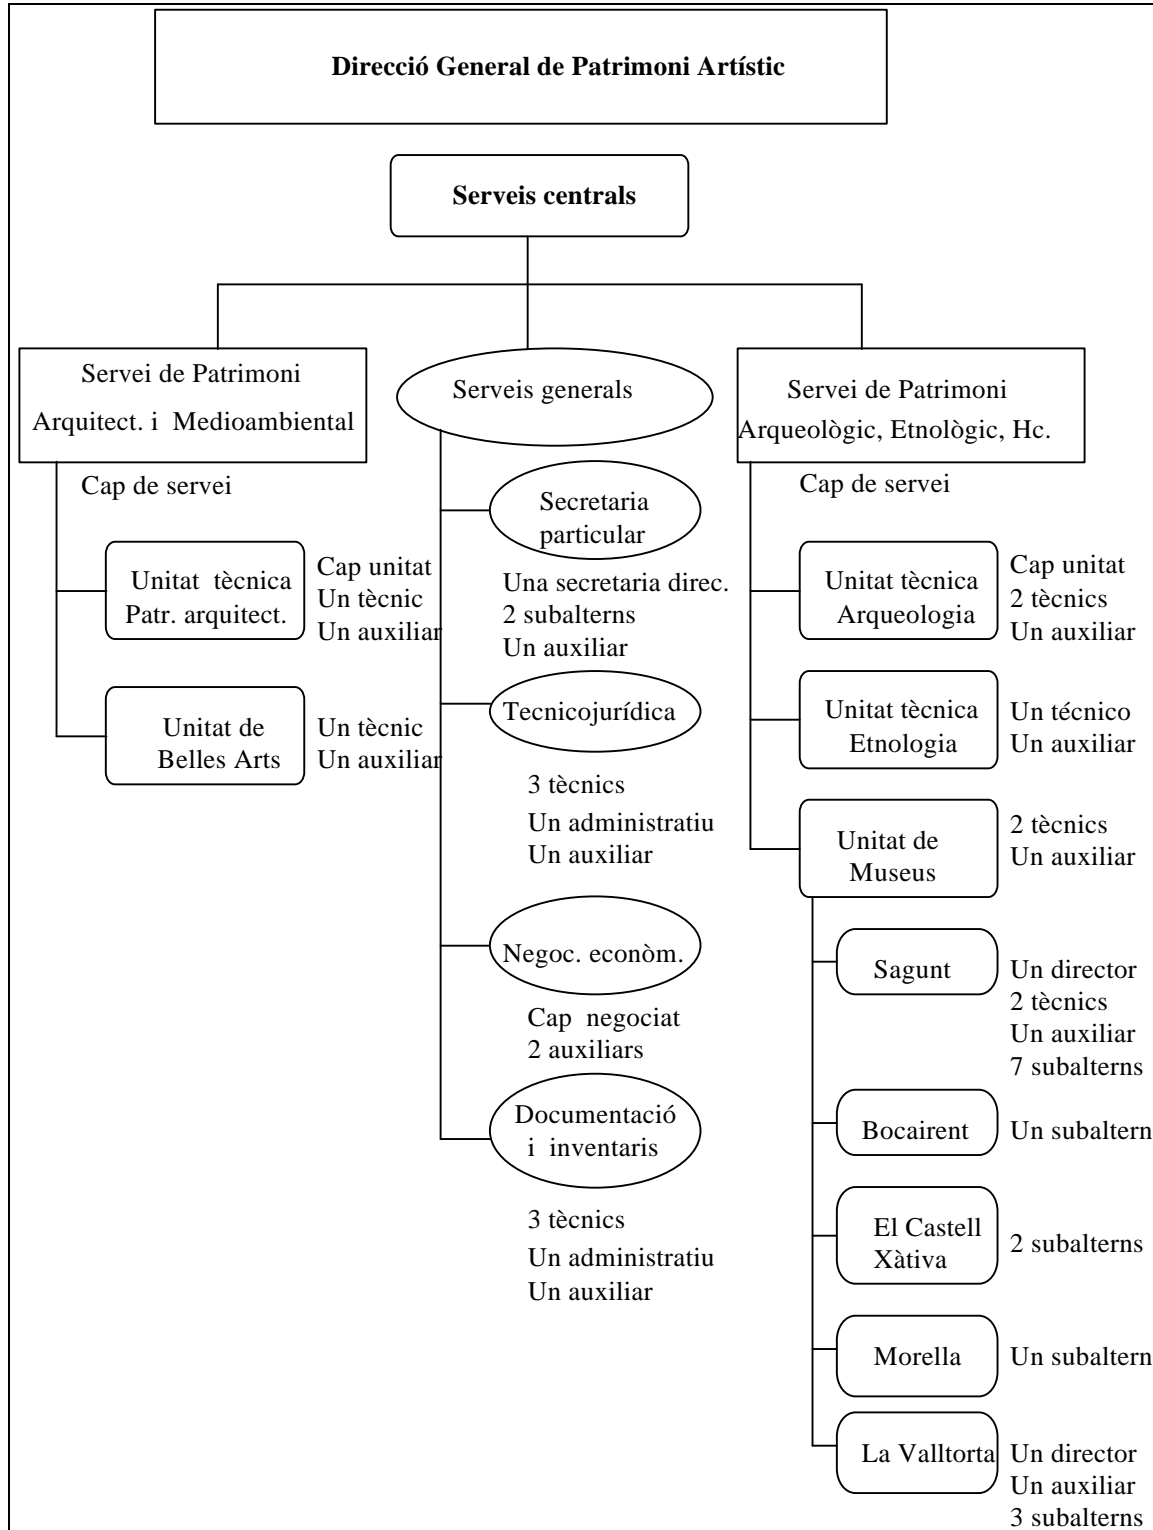 Direcció General de Patrimoni Artístic
Serveis centrals
Servei de Patrimoni
Arquitect. i Medioambiental
Cap de servei
Unitat tècnica
Patr. arquitect.
Cap unitat
Un tècnic
Un auxiliar
Unitat de
Belles Arts
Un tècnic
Un auxiliar
Serveis generals
Secretaria
particular
Una secretaria direc.
2 subalterns
Un auxiliar
Tecnicojurídica
3 tècnics
Un administratiu
Un auxiliar
Negoc. econòm.
Cap negociat
2 auxiliars
Documentació
i inventaris
3 tècnics
Un administratiu
Un auxiliar
Servei de Patrimoni
Arqueològic, Etnològic, Hc.
Cap de servei
Unitat tècnica
Arqueologia
Cap unitat
2 tècnics
Un auxiliar
Unitat tècnica
Etnologia
Un técnico
Un auxiliar
Unitat de
Museus
2 tècnics
Un auxiliar
Sagunt
Un director
2 tècnics
Un auxiliar
7 subalterns
Bocairent
Un subaltern
El Castell
Xàtiva
2 subalterns
Morella
Un subaltern
La Valltorta
Un director
Un auxiliar
3 subalterns